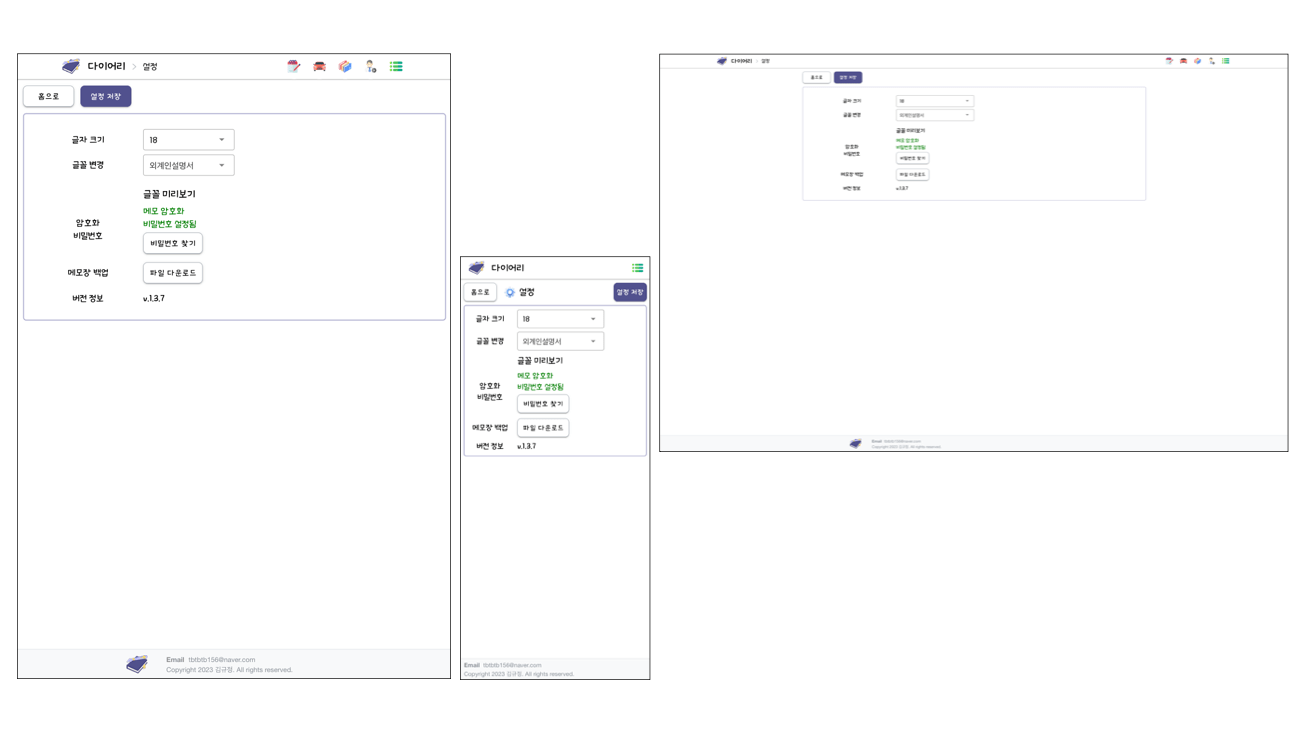 다이어리 > 설정
홈으로 설정 저장
글자 크기 18
글꼴 변경 외계인설명서
글꼴 미리보기
메모 암호화
비밀번호 설정됨
암호화
비밀번호
비밀번호 찾기
메모장 백업 파일 다운로드
버전 정보 v.1.3.7
Email tbtbtb156@naver.com
Copyright 2023 김규정. All rights reserved.
다이어리
홈으로 설정 설정 저장
글자 크기 18
글꼴 변경 외계인설명서
글꼴 미리보기
메모 암호화
비밀번호 설정됨
암호화
비밀번호
비밀번호 찾기
메모장 백업 파일 다운로드
버전 정보 v.1.3.7
Email tbtbtb156@naver.com
Copyright 2023 김규정. All rights reserved.
다이어리 > 설정
홈으로 설정 저장
글자 크기 18
글꼴 변경 외계인설명서
글꼴 미리보기
메모 암호화
비밀번호 설정됨
암호화
비밀번호
비밀번호 찾기
메모장 백업 파일 다운로드
버전 정보 v.1.3.7
Email tbtbtb156@naver.com
Copyright 2023 김규정. All rights reserved.